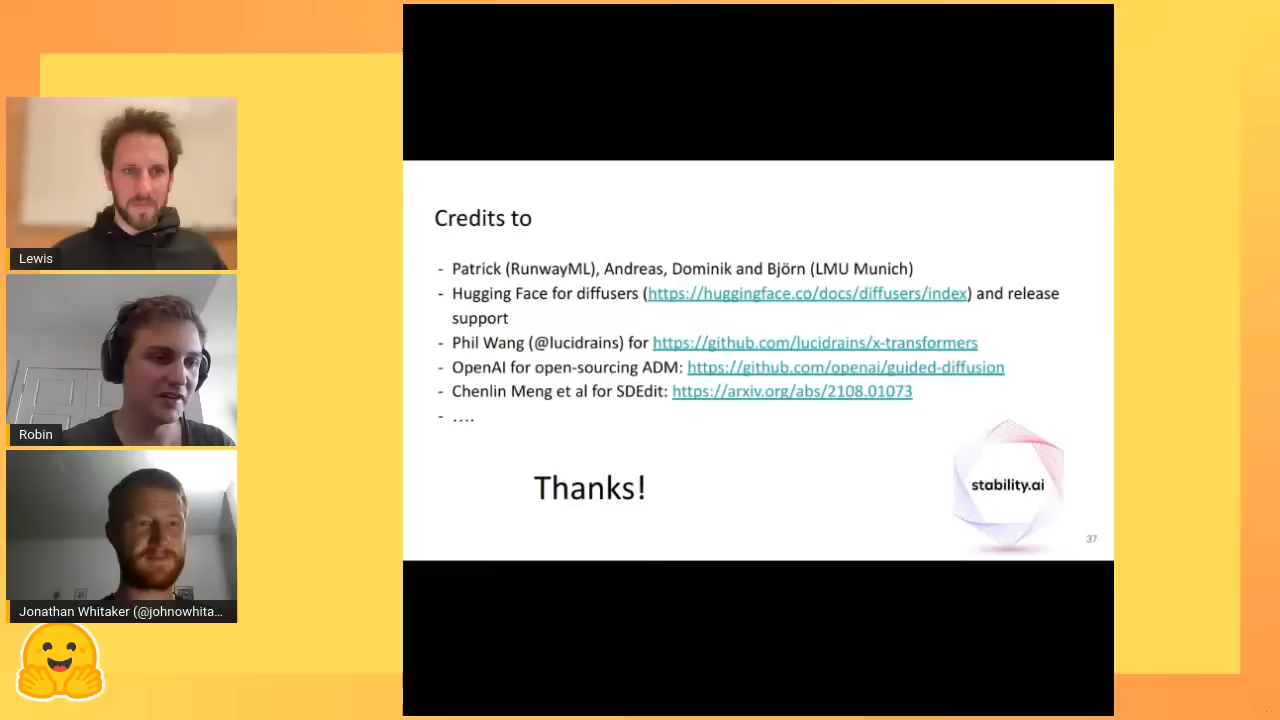 Lewis
Robin
Jonathan Whitaker (@johnowhita...
Credits to
- Patrick (RunwayML), Andreas, Dominik and Björn (LMU Munich)
- Hugging Face for diffusers (https://huggingface.co/docs/diffusers/index) and release
support
- Phil Wang (@lucidrains) for https://github.com/lucidrains/x-transformers
- OpenAI for open-sourcing ADM: https://github.com/openai/guided-diffusion
- Chenlin Meng et al for SDEdit: https://arxiv.org/abs/2108.01073
- ....
Thanks!
stability.ai
37